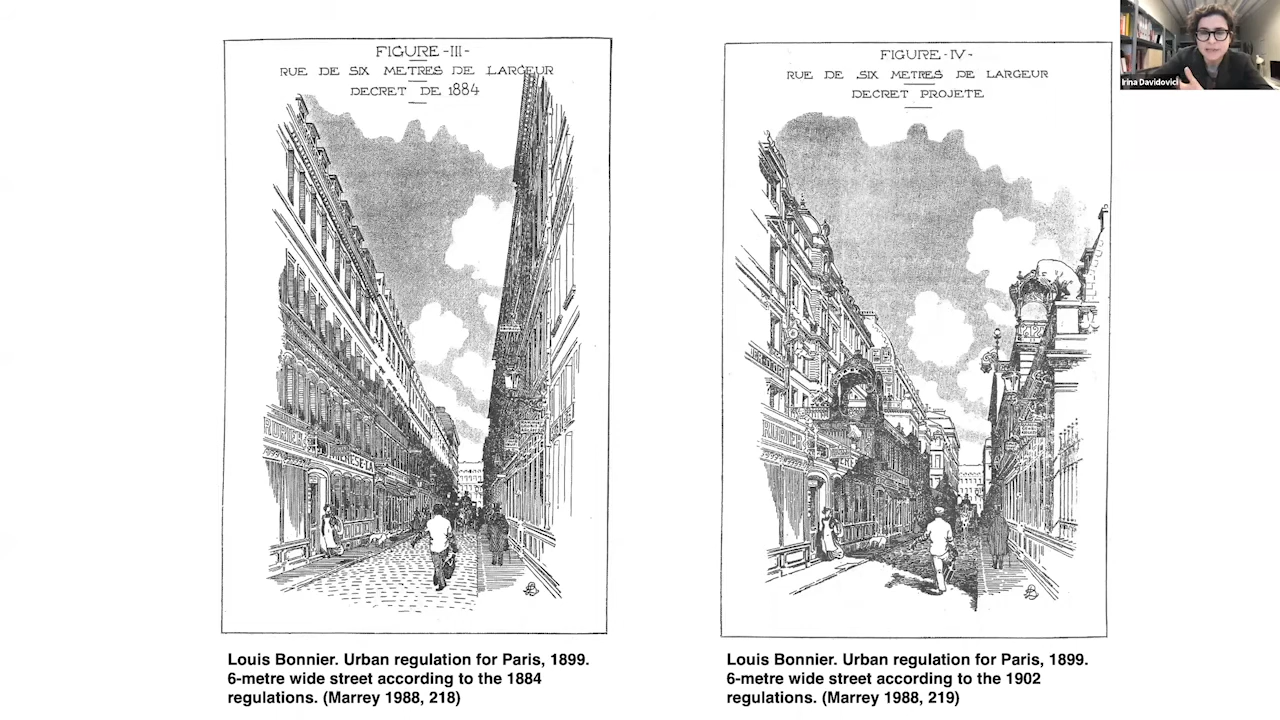 FIGURE -III-
RUE DE SIX METRES DE LARGEUR
DECRET DE 1884
Louis Bonnier. Urban regulation for Paris, 1899.
6-metre wide street according to the 1884
regulations. (Marrey 1988, 218)
FIGURE -IV-
RUE DE SIX METRES DE LARGEUR
DECRET PROJETE
Louis Bonnier. Urban regulation for Paris, 1899.
6-metre wide street according to the 1902
regulations. (Marrey 1988, 219)
Irina Davidovici